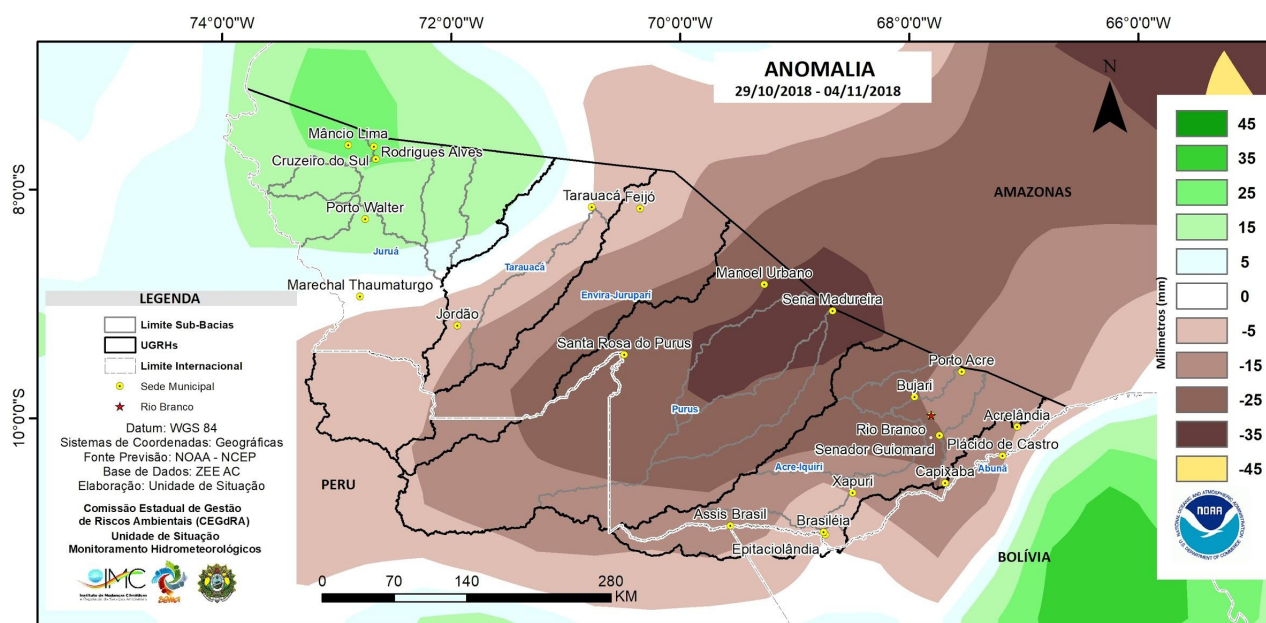 74°0'0"W 72°0'0"W 70°0'0"W 68°0'0"W 66°0'0"W
ANOMALIA
29/10/2018 - 04/11/2018
N
8°0'0"S
10°0'0"S
Mâncio Lima
Rodrigues Alves
Cruzeiro do Sul
Porto Walter
Juruá
Marechal Thaumaturgo
Tarauacá
Feijó
Tarauacá
Jordão
Envira-Jurupari
Manoel Urbano
Sena Madureira
Santa Rosa do Purus
Purus
Porto Acre
Bujari
Acrelândia
Rio Branco
Senador Guiomard
Plácido de Castro
Abunã
Capixaba
Acre-Iquiri
Xapuri
Assis Brasil
Brasiléia
Epitaciolândia
AMAZONAS
PERU
BOLÍVIA
LEGENDA
Limite Sub-Bacias
UGRHs
Limite Internacional
Sede Municipal
Rio Branco
Datum: WGS 84
Sistemas de Coordenadas: Geográficas
Fonte Previsão: NOAA - NCEP
Base de Dados: ZEE AC
Elaboração: Unidade de Situação
Comissão Estadual de Gestão
de Riscos Ambientais (CEGdRA)
Unidade de Situação
Monitoramento Hidrometeorológicos
IMC
SEMA
0 70 140 280
KM
Milimetros (mm)
45
35
25
15
5
0
-5
-15
-25
-35
-45
NOAA